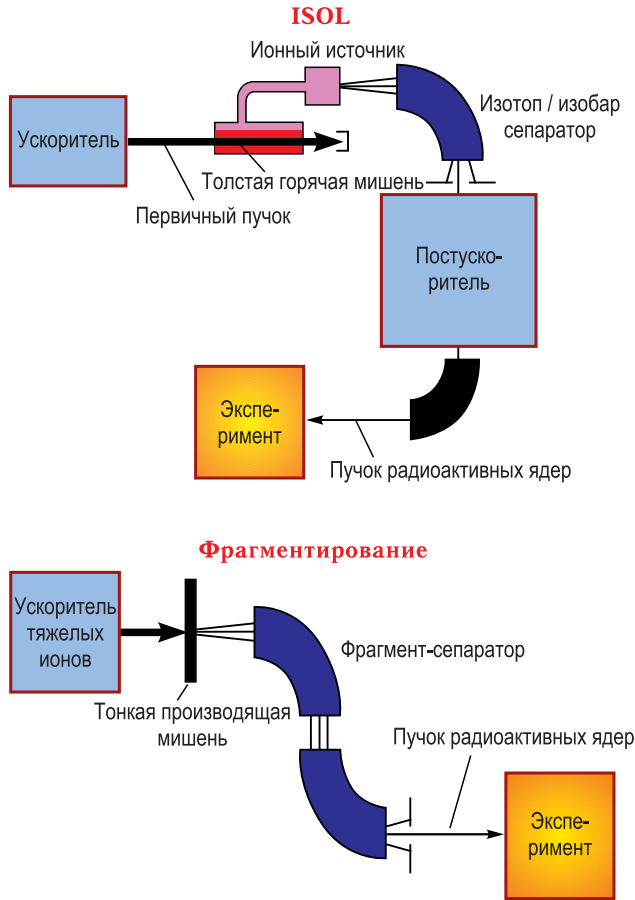 ISOL
Ионный источник
Изотоп / изобар
сепаратор
Ускоритель
Толстая горячая мишень
Первичный пучок
Постуско-
ритель
Экспе-
римент
Пучок радиоактивных ядер
Фрагментирование
Ускоритель
тяжелых
ионов
Фрагмент-сепаратор
Тонкая производящая
мишень
Пучок радиоактивных ядер
Экспе-
римент